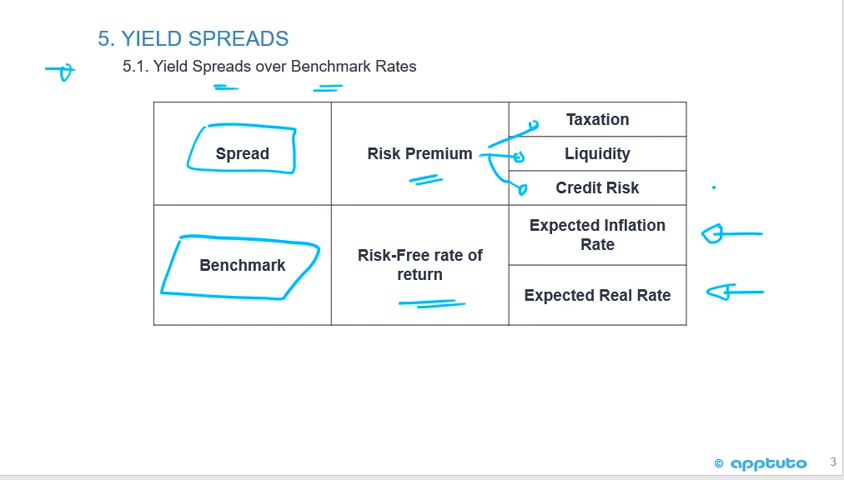 5. YIELD SPREADS
5.1. Yield Spreads over Benchmark Rates
Spread
Risk Premium
Taxation
Liquidity
Credit Risk
Benchmark
Risk-Free rate of
return
Expected Inflation
Rate
Expected Real Rate
© apptuto
3